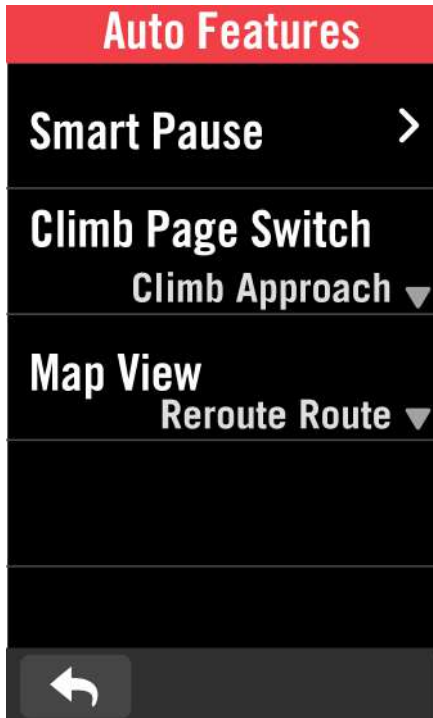 Auto Features
Smart Pause
Climb Page Switch
Climb Approach
Map View
Reroute Route